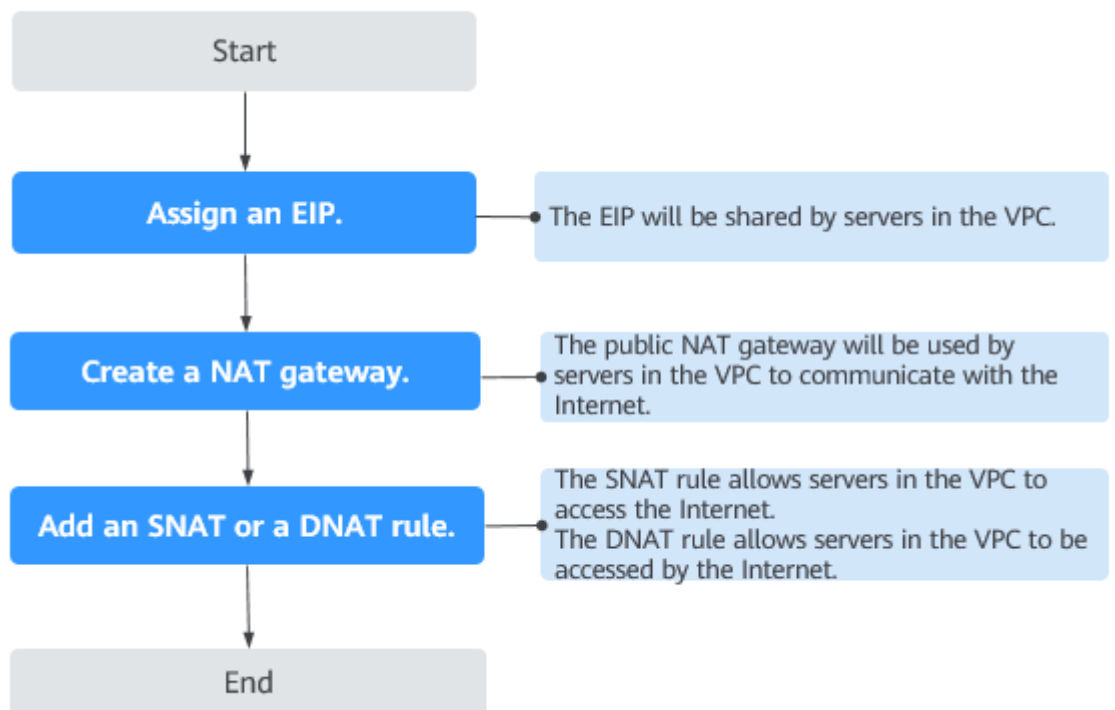 Start
Assign an EIP.
The EIP will be shared by servers in the VPC.
Create a NAT gateway.
The public NAT gateway will be used by
servers in the VPC to communicate with the
Internet.
Add an SNAT or a DNAT rule.
The SNAT rule allows servers in the VPC to
access the Internet.
The DNAT rule allows servers in the VPC to be
accessed by the Internet.
End